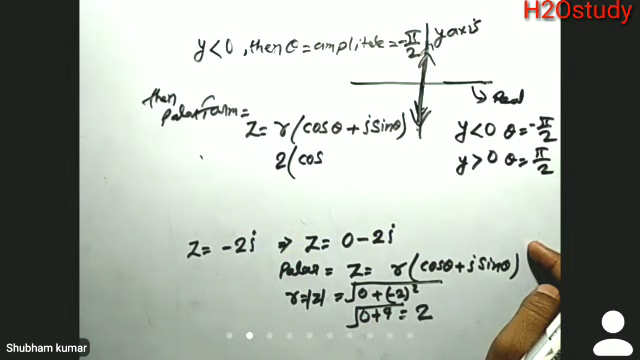 H2Ostudy
y<0, then θ = amplitude = -π/2
y axis
Real
then
Polar Form =
z = r(cosθ + i sinθ)
y<0 θ = -π/2
2(cos
y>0 θ = π/2
z = -2i ⇒ z = 0-2i
Polar = z = r(cosθ + i sinθ)
r = |z| = √0+(-2)²
√0+4 = 2
Shubham kumar